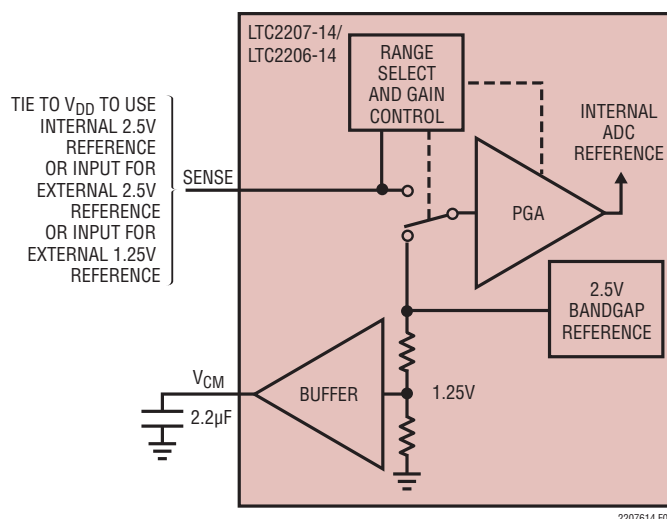 LTC2207-14/
LTC2206-14
RANGE
SELECT
AND GAIN
CONTROL
TIE TO VDD TO USE
INTERNAL 2.5V
REFERENCE
OR INPUT FOR
EXTERNAL 2.5V
REFERENCE
OR INPUT FOR
EXTERNAL 1.25V
REFERENCE
SENSE
INTERNAL
ADC
REFERENCE
PGA
2.5V
BANDGAP
REFERENCE
VCM
BUFFER
1.25V
2.2µF